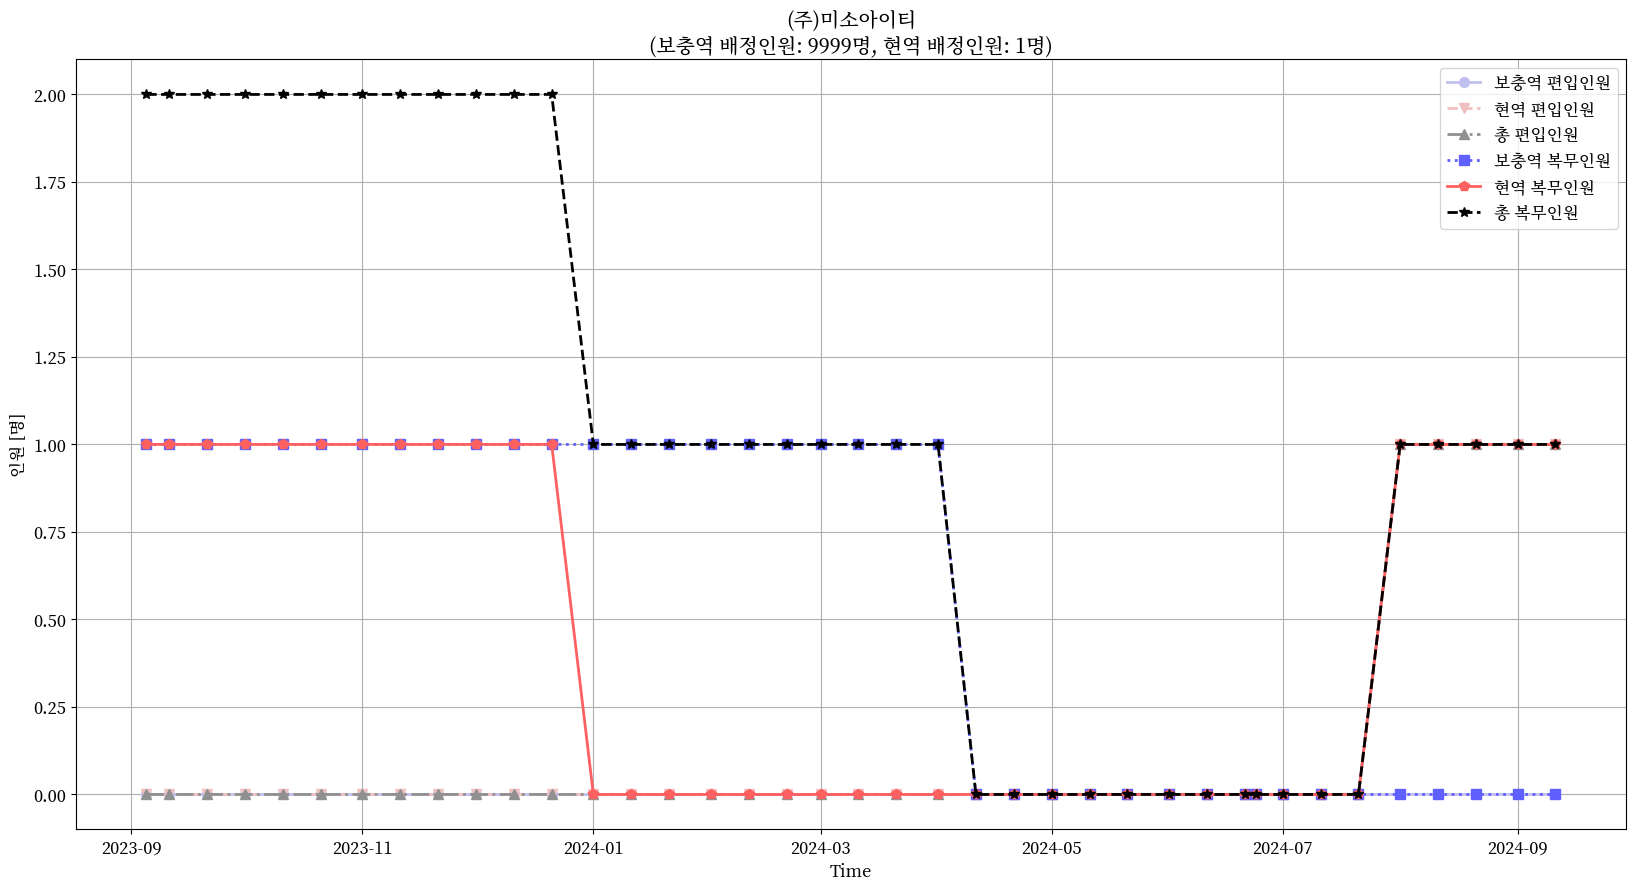 (주)미소아이티
(보충역 배정인원: 9999명, 현역 배정인원: 1명)
보충역 편입인원
현역 편입인원
총 편입인원
보충역 복무인원
현역 복무인원
총 복무인원
인원 [명]
2.00
1.75
1.50
1.25
1.00
0.75
0.50
0.25
0.00
2023-09
2023-11
2024-01
2024-03
2024-05
2024-07
2024-09
Time